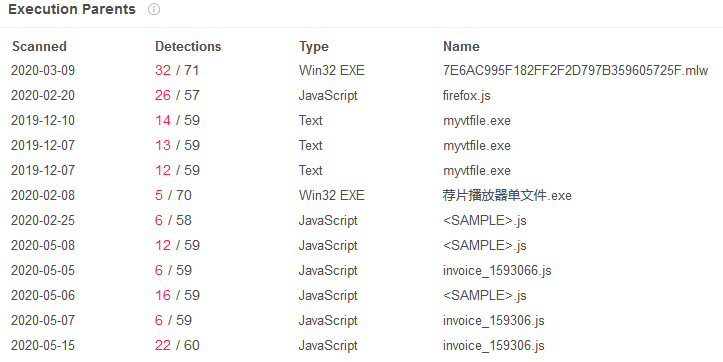 Execution Parents
Scanned Detections Type Name
2020-03-09 32 / 71 Win32 EXE 7E6AC995F182FF2F2D797B359605725F.mlw
2020-02-20 26 / 57 JavaScript firefox.js
2019-12-10 14 / 59 Text myvtfile.exe
2019-12-07 13 / 59 Text myvtfile.exe
2019-12-07 12 / 59 Text myvtfile.exe
2020-02-08 5 / 70 Win32 EXE 荐片播放器单文件.exe
2020-02-25 6 / 58 JavaScript <SAMPLE>.js
2020-05-08 12 / 59 JavaScript <SAMPLE>.js
2020-05-05 6 / 59 JavaScript invoice_1593066.js
2020-05-06 16 / 59 JavaScript <SAMPLE>.js
2020-05-07 6 / 59 JavaScript invoice_159306.js
2020-05-15 22 / 60 JavaScript invoice_159306.js